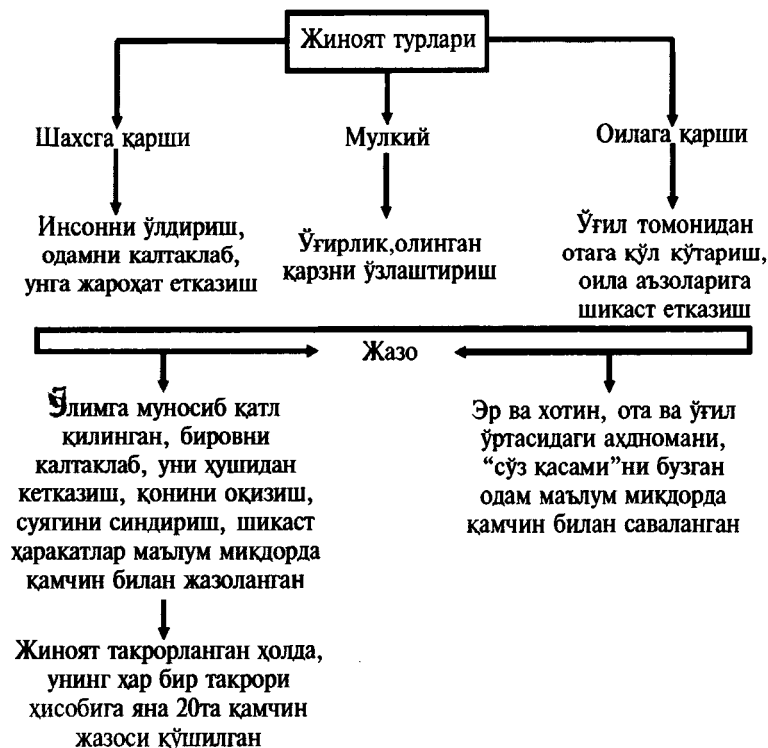 Жиноят турлари
Шахсга қарши
Мулкий
Оилага қарши
Инсонни ўлдириш,
одамни калтаклаб,
унга жароҳат етказиш
Ўғирлик,олинган
қарзни ўзлаштириш
Ўғил томонидан
отага қўл кўтариш,
оила аъзоларига
шикаст етказиш
Жазо
Ўлимга муносиб қатл
қилинган, бировни
калтаклаб, уни ҳушидан
кетказиш, қонини оқизиш,
суягини синдириш, шикаст
ҳаракатлар маълум миқдорда
қамчин билан жазоланган
Эр ва хотин, ота ва ўғил
ўртасидаги аҳдномани,
“сўз қасами”ни бузган
одам маълум миқдорда
қамчин билан саваланган
Жиноят такрорланган ҳолда,
унинг ҳар бир такрори
ҳисобига яна 20та қамчин
жазоси қўшилган